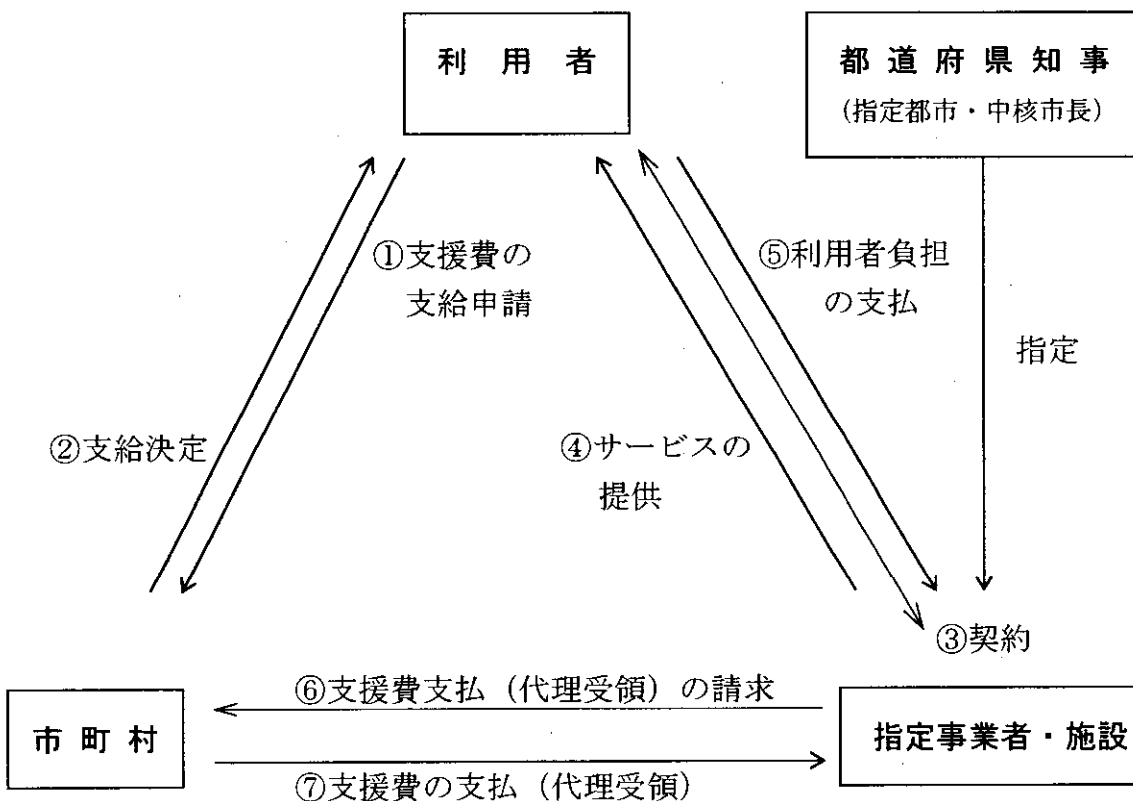 利用者
都道府県知事
（指定都市・中核市長）
①支援費の
支給申請
⑤利用者負担
の支払
指定
②支給決定
④サービスの
提供
③契約
⑥支援費支払（代理受領）の請求
市町村
指定事業者・施設
⑦支援費の支払（代理受領）